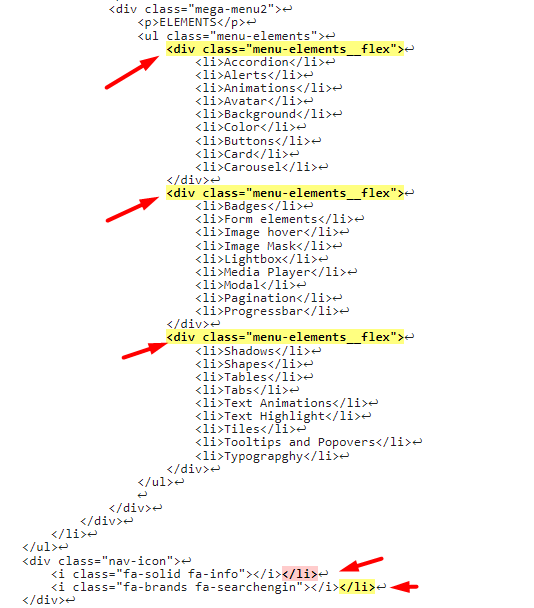 <div class="mega-menu2">↩
<p>ELEMENTS</p>↩
<ul class="menu-elements">↩
<div class="menu-elements__flex">↩
<li>Accordion</li>↩
<li>Alerts</li>↩
<li>Animations</li>↩
<li>Avatar</li>↩
<li>Background</li>↩
<li>Color</li>↩
<li>Buttons</li>↩
<li>Card</li>↩
<li>Carousel</li>↩
</div>↩
<div class="menu-elements__flex">↩
<li>Badges</li>↩
<li>Form elements</li>↩
<li>Image hover</li>↩
<li>Image Mask</li>↩
<li>Lightbox</li>↩
<li>Media Player</li>↩
<li>Modal</li>↩
<li>Pagination</li>↩
<li>Progressbar</li>↩
</div>↩
<div class="menu-elements__flex">↩
<li>Shadows</li>↩
<li>Shapes</li>↩
<li>Tables</li>↩
<li>Tabs</li>↩
<li>Text Animations</li>↩
<li>Text Highlight</li>↩
<li>Tiles</li>↩
<li>Tooltips and Popovers</li>↩
<li>Typograpghy</li>↩
</div>↩
</ul>↩
↩
</div>↩
</div>↩
</li>↩
</ul>↩
<div class="nav-icon">↩
<i class="fa-solid fa-info"></i></li>↩
<i class="fa-brands fa-searchengin"></i></li>↩
</div>↩